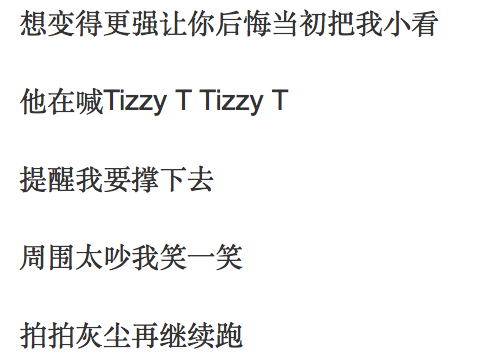 想变得更强让你后悔当初把我小看
他在喊Tizzy T Tizzy T
提醒我要撑下去
周围太吵我笑一笑
拍拍灰尘再继续跑